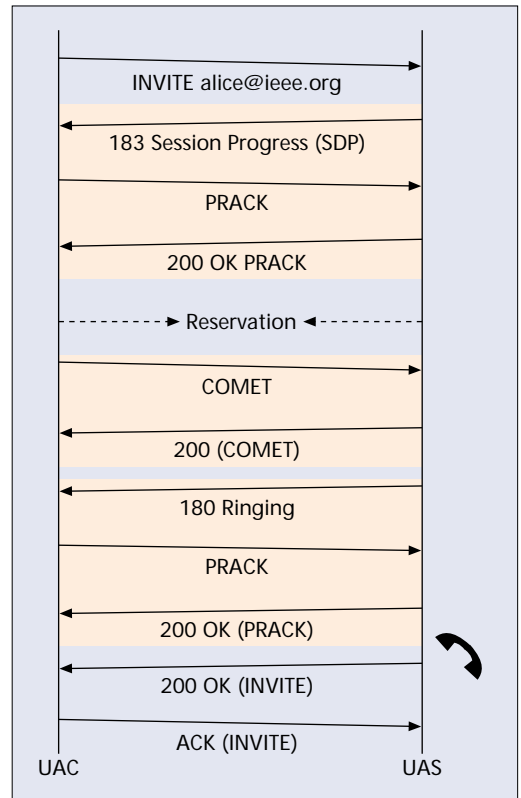 INVITE alice@ieee.org
183 Session Progress (SDP)
PRACK
200 OK PRACK
Reservation
COMET
200 (COMET)
180 Ringing
PRACK
200 OK (PRACK)
200 OK (INVITE)
ACK (INVITE)
UAC UAS